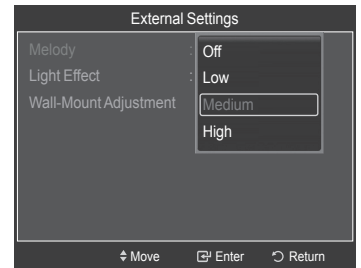 External Settings
Melody : Off
Light Effect : Low
Wall-Mount Adjustment Medium
High
Move Enter Return